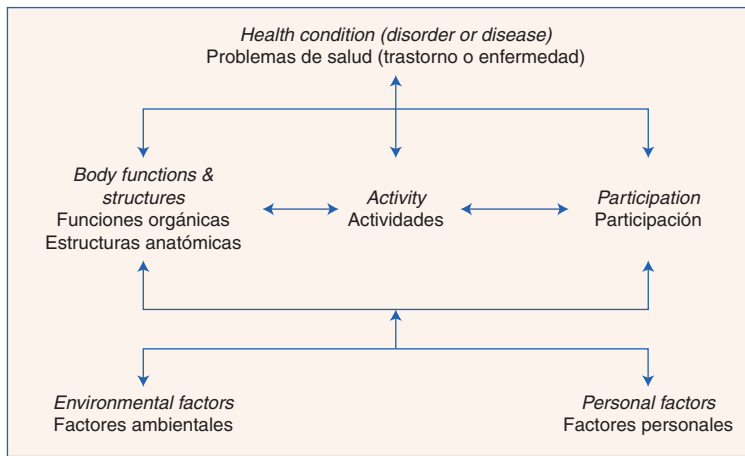 Health condition (disorder or disease)
Problemas de salud (trastorno o enfermedad)
Body functions &
structures
Funciones orgánicas
Estructuras anatómicas
Activity
Actividades
Participation
Participación
Environmental factors
Factores ambientales
Personal factors
Factores personales